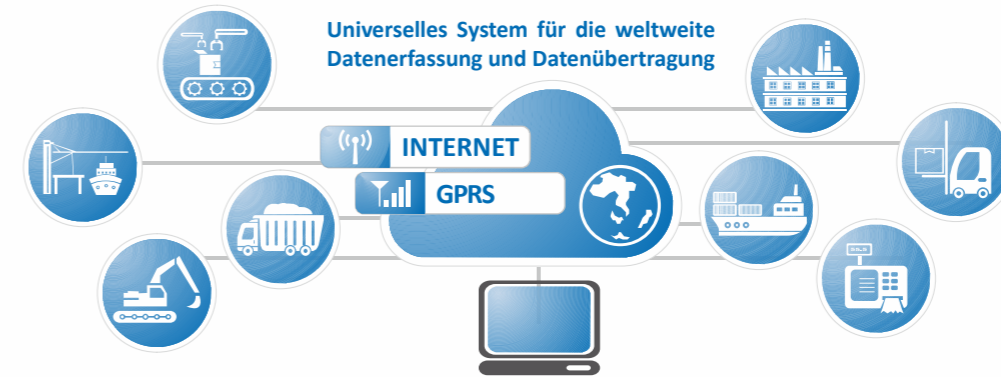 Universelles System für die weltweite
Datenerfassung und Datenübertragung
INTERNET
GPRS